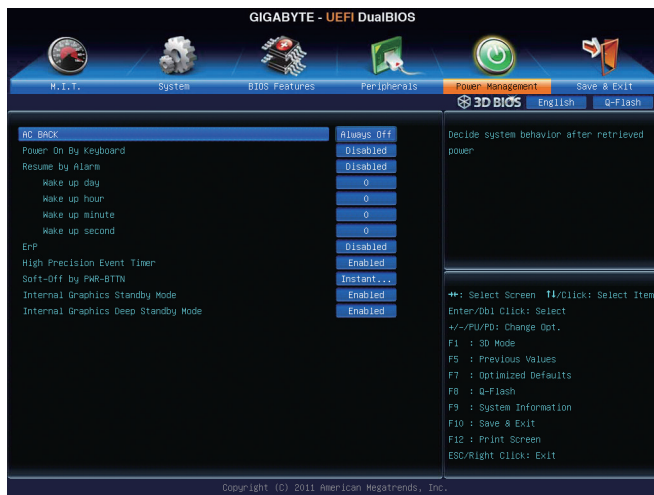 GIGABYTE - UEFI DualBIOS
M.I.T. System BIOS Features Peripherals Power Management Save & Exit
3D BIOS English Q-Flash
AC BACK Always Off
Power On By Keyboard Disabled
Resume by Alarm Disabled
Wake up day 0
Wake up hour 0
Wake up minute 0
Wake up second 0
ErP Disabled
High Precision Event Timer Enabled
Soft-Off by PWR-BTTN Instant...
Internal Graphics Standby Mode Enabled
Internal Graphics Deep Standby Mode Enabled
Decide system behavior after retrieved
power
→←: Select Screen ↑↓/Click: Select Item
Enter/Dbl Click: Select
+/-/PU/PD: Change Opt.
F1 : 3D Mode
F5 : Previous Values
F7 : Optimized Defaults
F8 : Q-Flash
F9 : System Information
F10 : Save & Exit
F12 : Print Screen
ESC/Right Click: Exit
Copyright (C) 2011 American Megatrends, Inc.